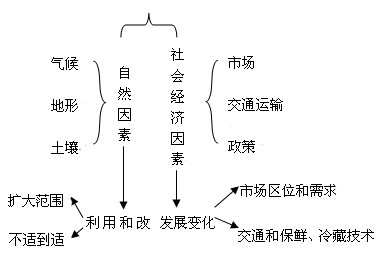 气候
地形
土壤
自然因素
社会经济因素
市场
交通运输
政策
扩大范围
不适到适
利用和改
发展变化
市场区位和需求
交通和保鲜、冷藏技术